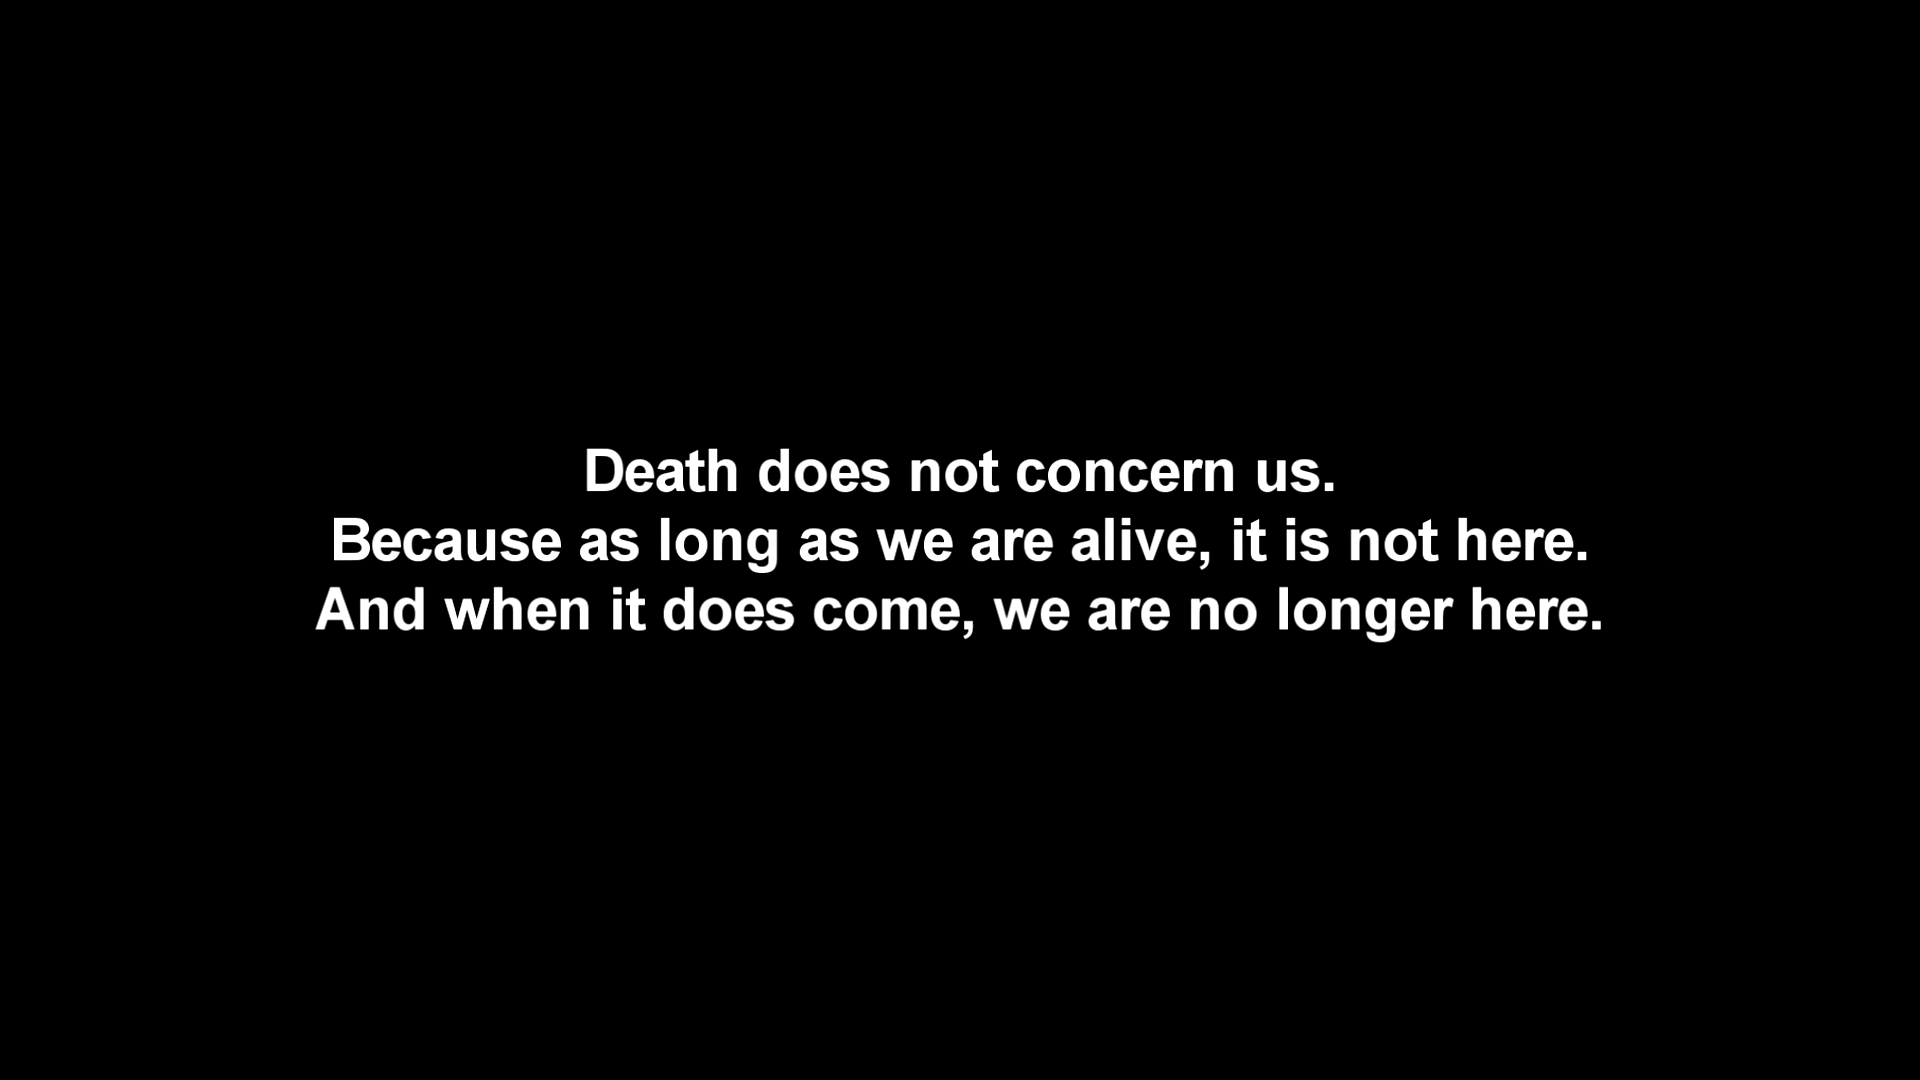 Death does not concern us.
Because as long as we are alive, it is not here.
And when it does come, we are no longer here.